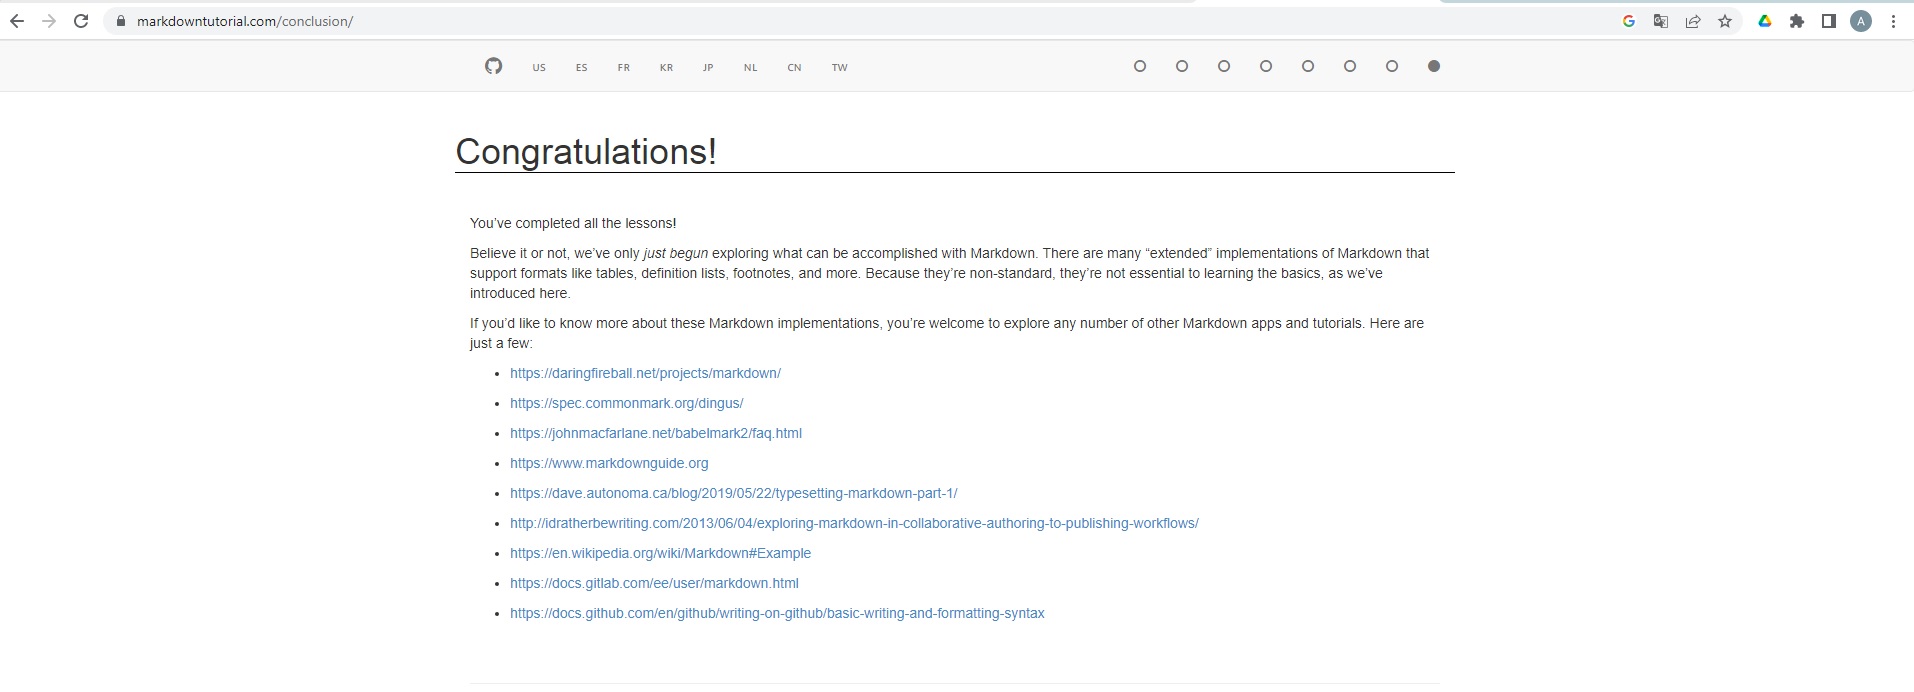 markdowntutorial.com/conclusion/
A
US ES FR KR JP NL CN TW
Congratulations!
You’ve completed all the lessons!
Believe it or not, we’ve only just begun exploring what can be accomplished with Markdown. There are many “extended” implementations of Markdown that
support formats like tables, definition lists, footnotes, and more. Because they’re non-standard, they’re not essential to learning the basics, as we’ve
introduced here.
If you’d like to know more about these Markdown implementations, you’re welcome to explore any number of other Markdown apps and tutorials. Here are
just a few:
• https://daringfireball.net/projects/markdown/
• https://spec.commonmark.org/dingus/
• https://johnmacfarlane.net/babelmark2/faq.html
• https://www.markdownguide.org
• https://dave.autonoma.ca/blog/2019/05/22/typesetting-markdown-part-1/
• http://idratherbewriting.com/2013/06/04/exploring-markdown-in-collaborative-authoring-to-publishing-workflows/
• https://en.wikipedia.org/wiki/Markdown#Example
• https://docs.gitlab.com/ee/user/markdown.html
• https://docs.github.com/en/github/writing-on-github/basic-writing-and-formatting-syntax